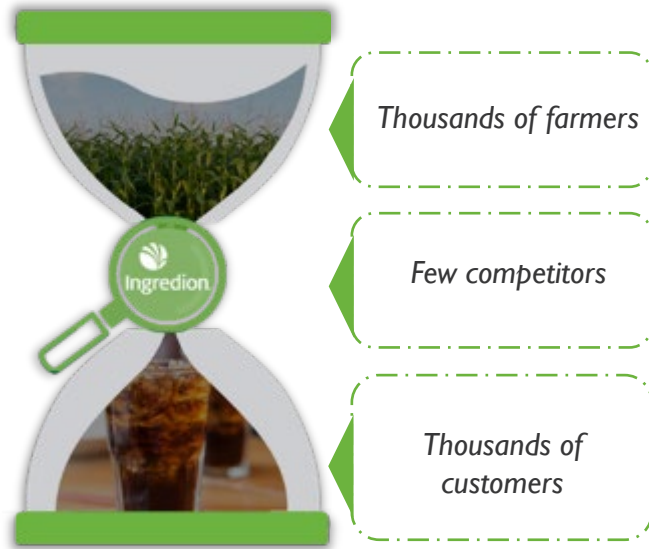 Thousands of farmers
Ingredion
Few competitors
Thousands of
customers